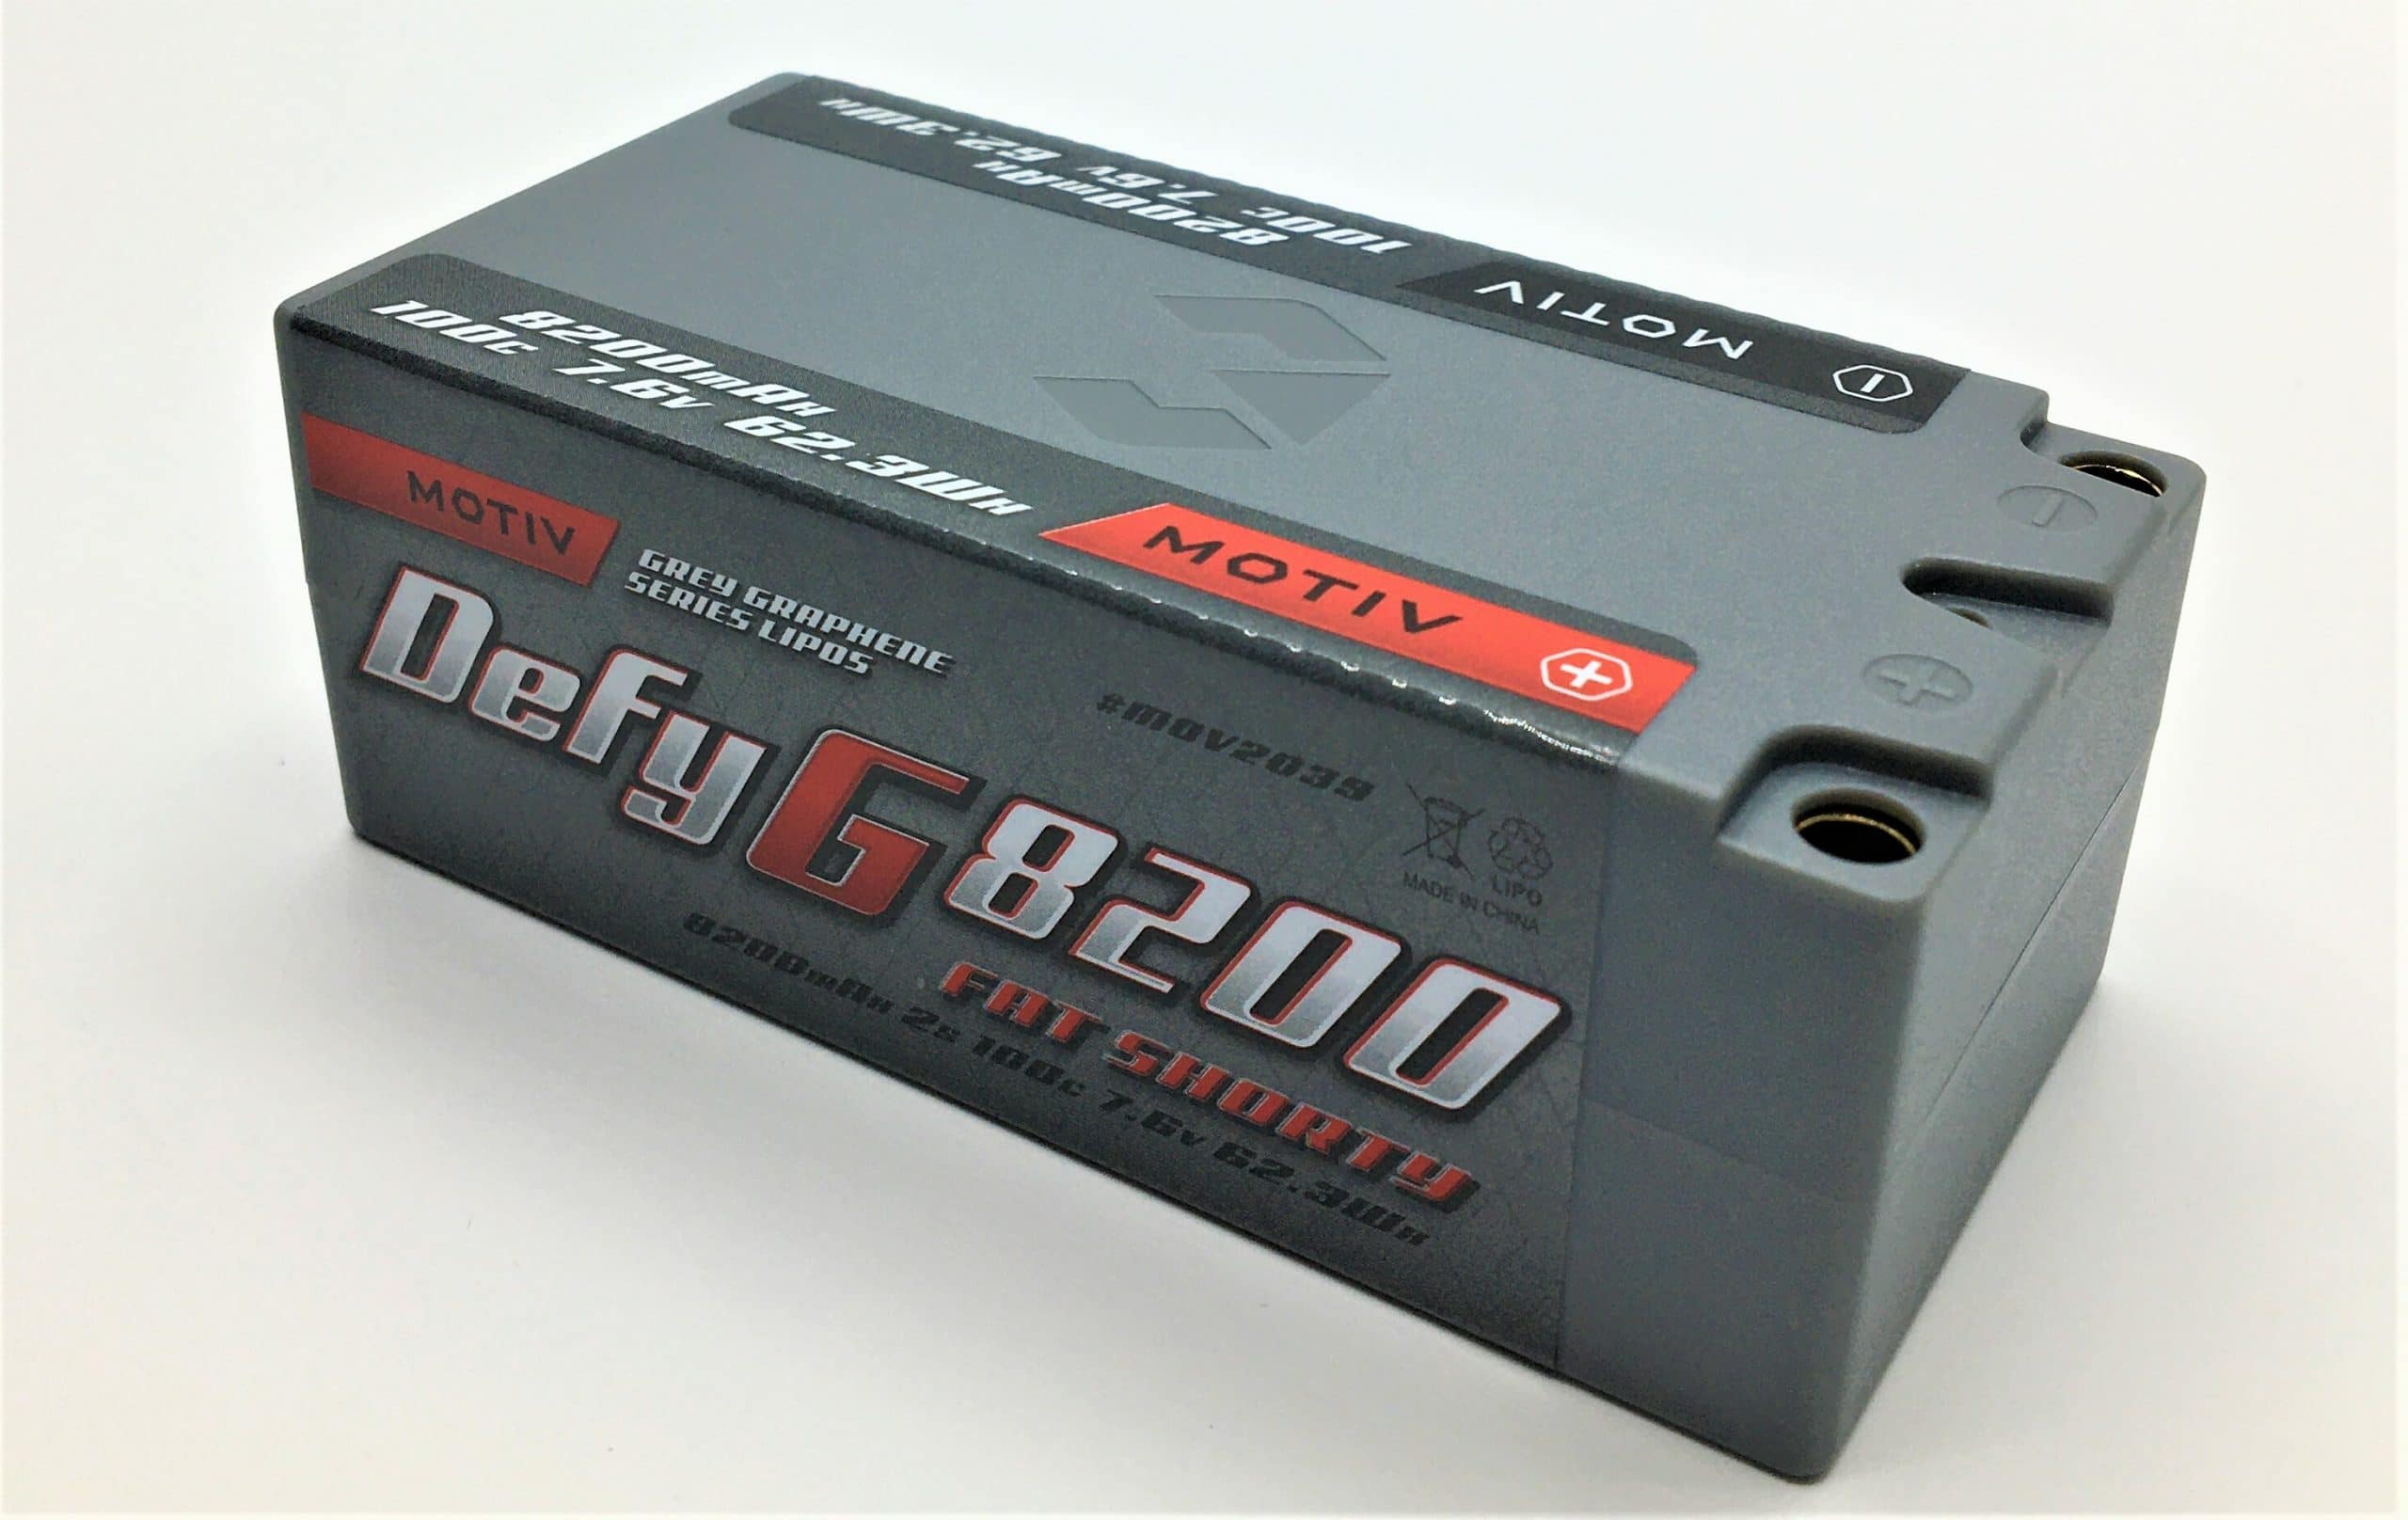 100c 7.6v 62.3Wh
8200mAh
MOTIV
8200mAh
100c 7.6v 62.3Wh
MOTIV
MOTIV
GREY GRAPHENE
SERIES LIPOS
#mov2039
Defy G 8200
LIPO
MADE IN CHINA
FAT SHORTY
8200mAh 2s 100c 7.6v 62.3Wh